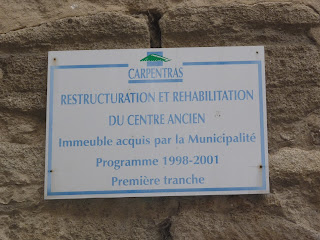 CARPENTRAS
RESTRUCTURATION ET REHABILITATION
DU CENTRE ANCIEN
Immeuble acquis par la Municipalité
Programme 1998-2001
Première tranche